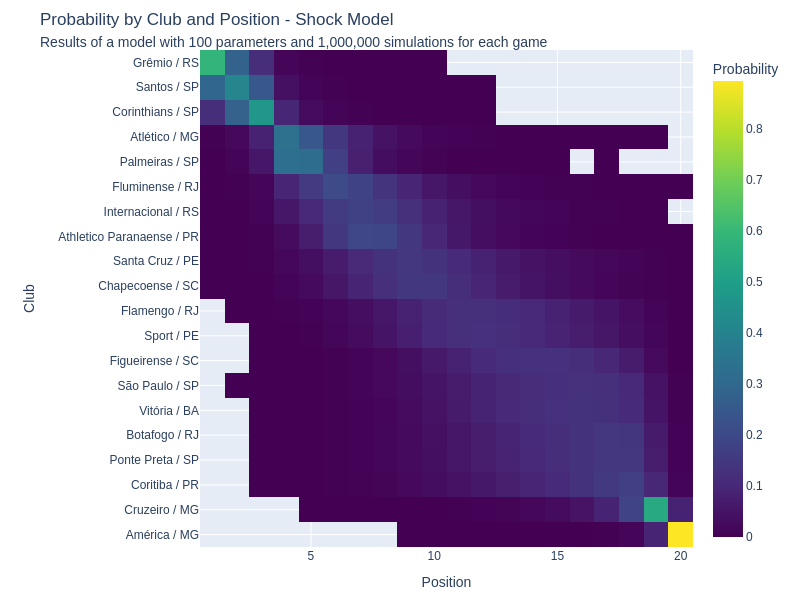 Probability by Club and Position - Shock Model
Results of a model with 100 parameters and 1,000,000 simulations for each game
Probability
Club
Grêmio / RS
Santos / SP
Corinthians / SP
Atlético / MG
Palmeiras / SP
Fluminense / RJ
Internacional / RS
Athletico Paranaense / PR
Santa Cruz / PE
Chapecoense / SC
Flamengo / RJ
Sport / PE
Figueirense / SC
São Paulo / SP
Vitória / BA
Botafogo / RJ
Ponte Preta / SP
Coritiba / PR
Cruzeiro / MG
América / MG
0.8
0.7
0.6
0.5
0.4
0.3
0.2
0.1
0
5
10
15
20
Position